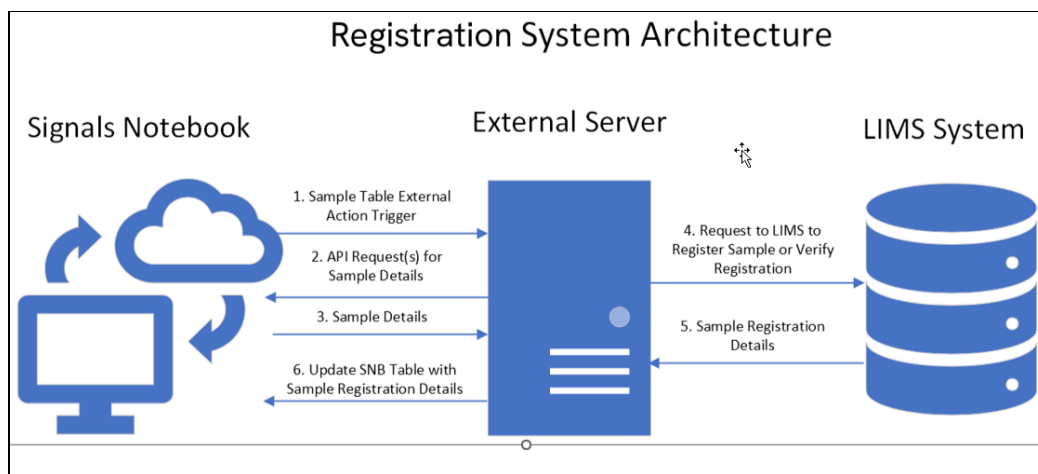 Registration System Architecture
Signals Notebook
External Server
LIMS System
1. Sample Table External
Action Trigger
2. API Request(s) for
Sample Details
3. Sample Details
6. Update SNB Table with
Sample Registration Details
4. Request to LIMS to
Register Sample or Verify
Registration
5. Sample Registration
Details